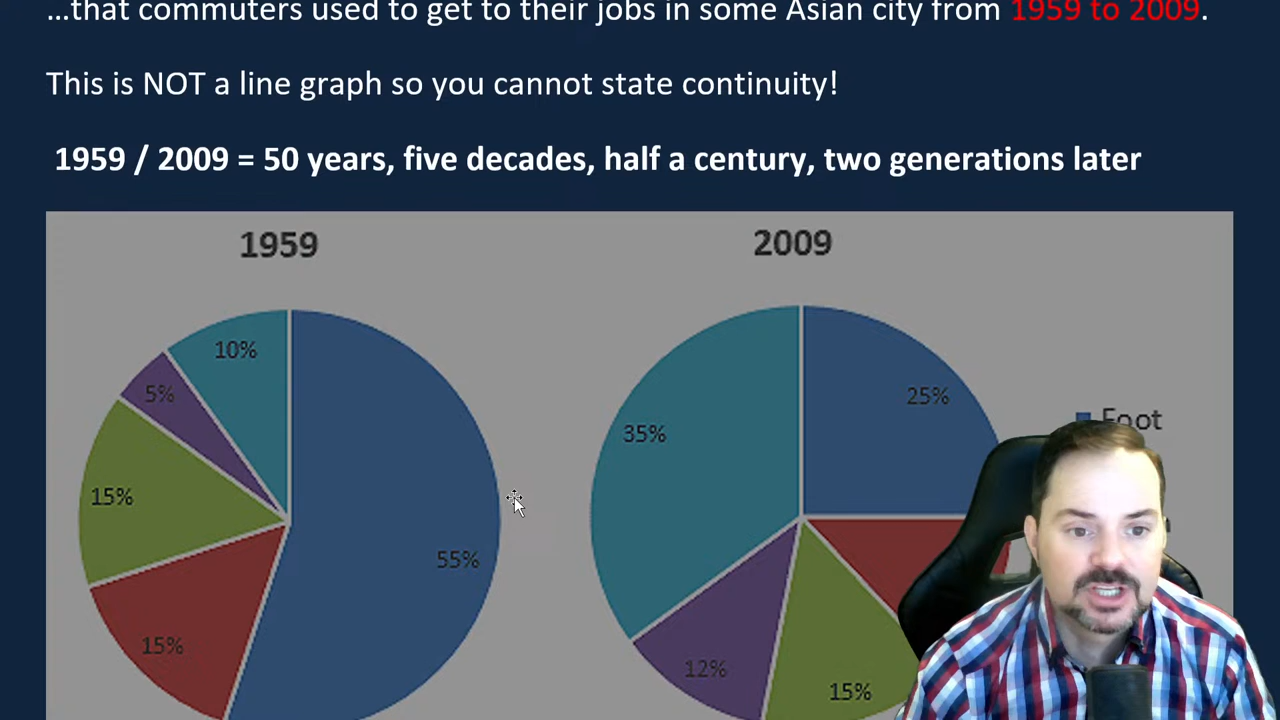 …that commuters used to get to their jobs in some Asian city from 1959 to 2009.
This is NOT a line graph so you cannot state continuity!
1959 / 2009 = 50 years, five decades, half a century, two generations later
1959
2009
10%
5%
15%
15%
55%
25%
35%
12%
15%
Foot